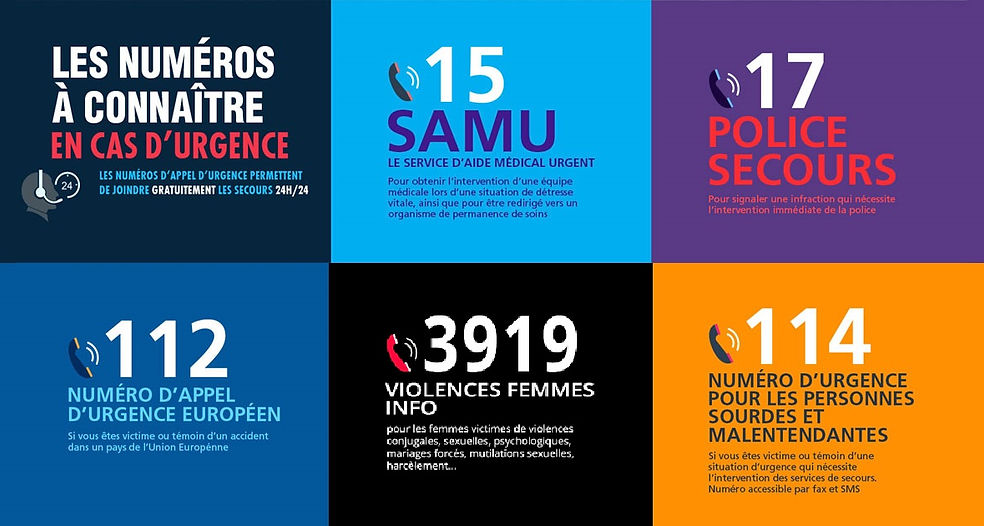 LES NUMÉROS
À CONNAÎTRE
EN CAS D'URGENCE
24
LES NUMÉROS D'APPEL D'URGENCE PERMETTENT
DE JOINDRE GRATUITEMENT LES SECOURS 24H/24
15
SAMU
LE SERVICE D'AIDE MÉDICAL URGENT
Pour obtenir l'intervention d'une équipe
médicale lors d'une situation de détresse
vitale, ainsi que pour être redirigé vers un
organisme de permanence de soins
17
POLICE
SECOURS
Pour signaler une infraction qui nécessite
l'intervention immédiate de la police
112
NUMÉRO D'APPEL
D'URGENCE EUROPÉEN
Si vous êtes victime ou témoin d'un accident
dans un pays de l'Union Europénne
3919
VIOLENCES FEMMES
INFO
pour les femmes victimes de violences
conjugales, sexuelles, psychologiques,
mariages forcés, mutilations sexuelles,
harcèlement...
114
NUMÉRO D'URGENCE
POUR LES PERSONNES
SOURDES ET
MALENTENDANTES
Si vous êtes victime ou témoin d'une
situation d'urgence qui nécessite
l'intervention des services de secours.
Numéro accessible par fax et SMS